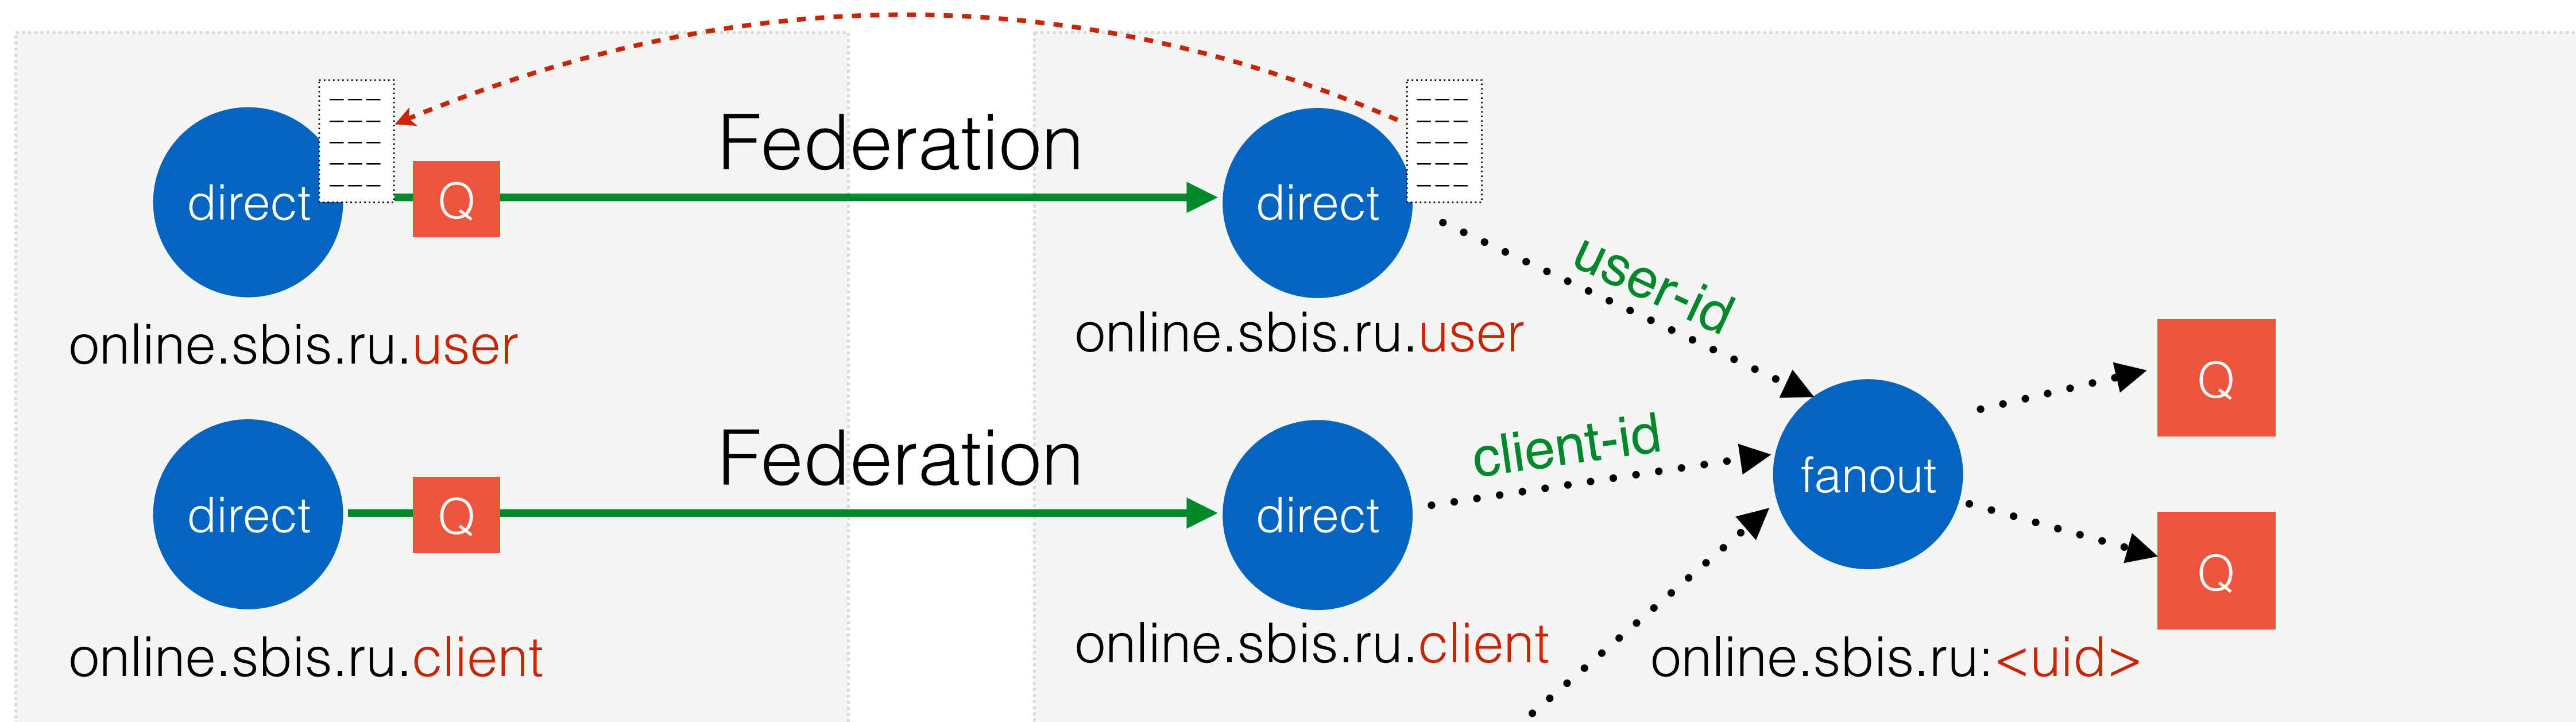 Federation
direct
Q
direct
online.sbis.ru.user
online.sbis.ru.user
user-id
Federation
direct
Q
direct
client-id
fanout
Q
Q
online.sbis.ru.client
online.sbis.ru.client
online.sbis.ru:<uid>